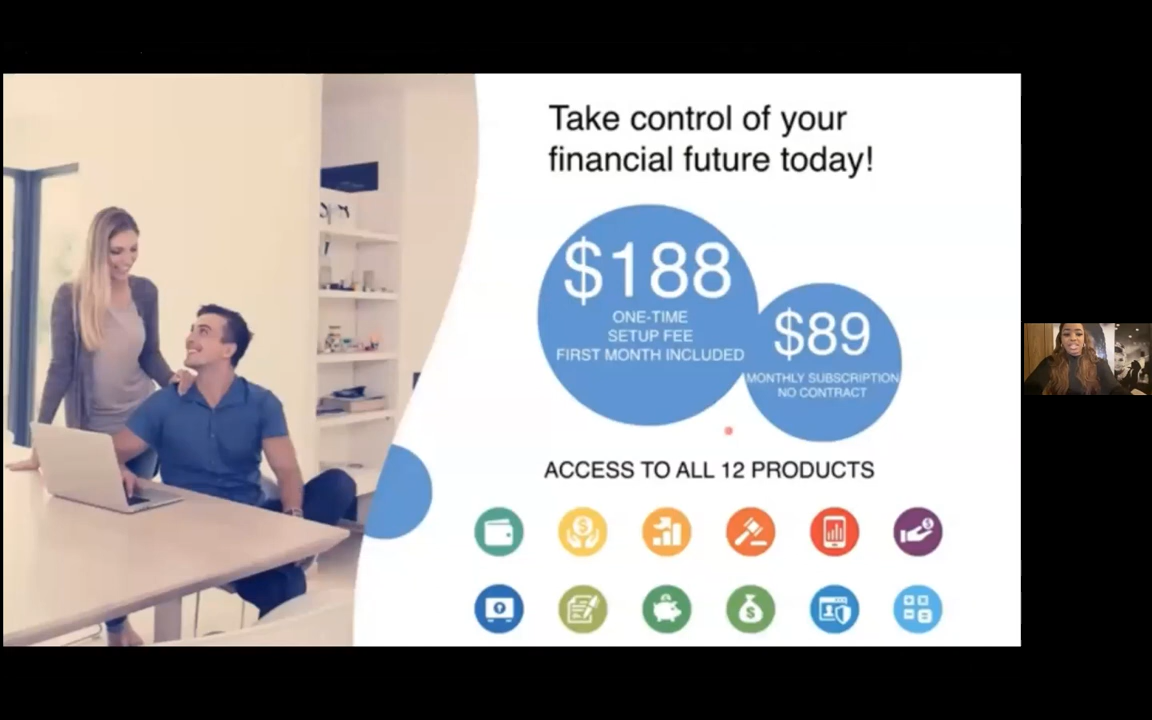 Take control of your
financial future today!
$188
ONE-TIME
SETUP FEE
FIRST MONTH INCLUDED
$89
MONTHLY SUBSCRIPTION
NO CONTRACT
ACCESS TO ALL 12 PRODUCTS